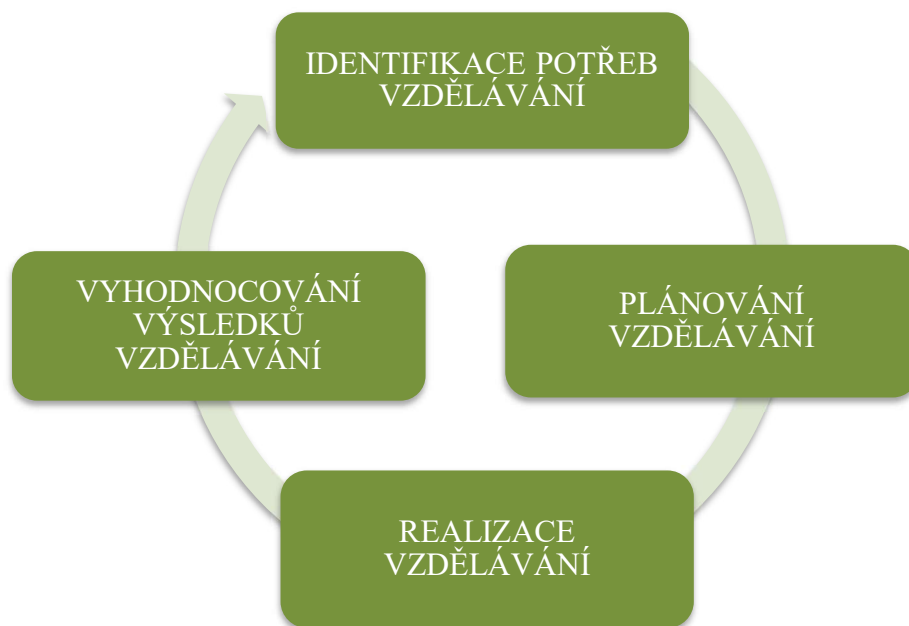 IDENTIFIKACE POTŘEB
VZDĚLÁVÁNÍ
PLÁNOVÁNÍ
VZDĚLÁVÁNÍ
REALIZACE
VZDĚLÁVÁNÍ
VYHODNOCOVÁNÍ
VÝSLEDKŮ
VZDĚLÁVÁNÍ